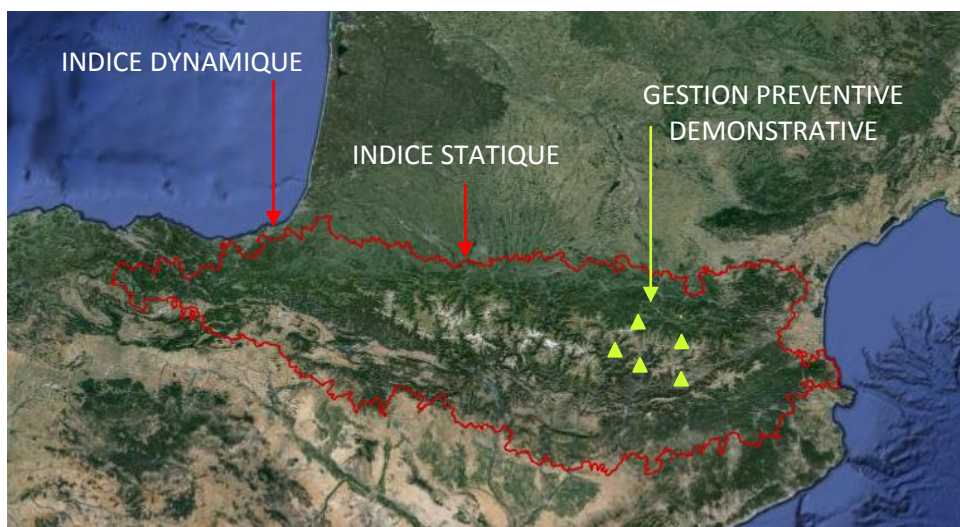 INDICE DYNAMIQUE
INDICE STATIQUE
GESTION PREVENTIVE
DEMONSTRATIVE